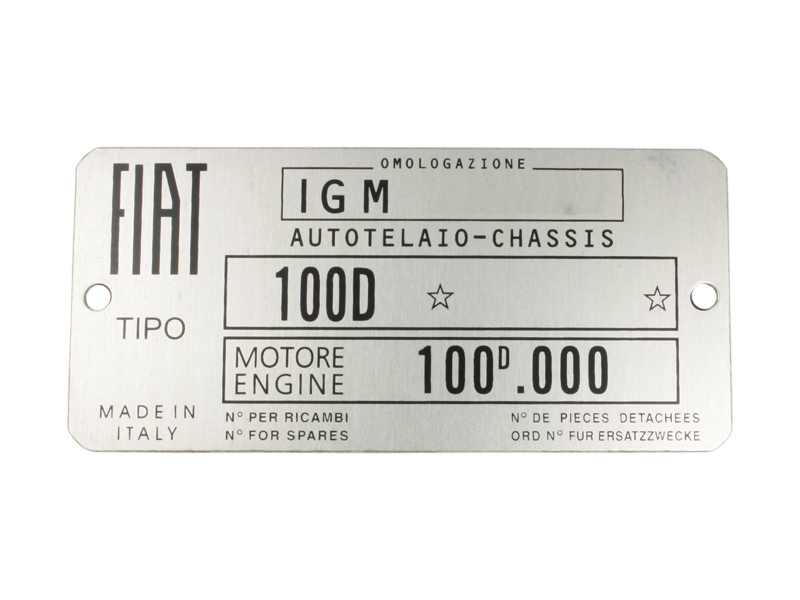 FIAT
OMOLOGAZIONE
IGM
AUTOTELAIO-CHASSIS
100D ☆ ☆
TIPO
MOTORE
ENGINE
100ᴰ.000
MADE IN
ITALY
N° PER RICAMBI
N° FOR SPARES
N° DE PIECES DETACHEES
ORD N° FUR ERSATZZWECKE